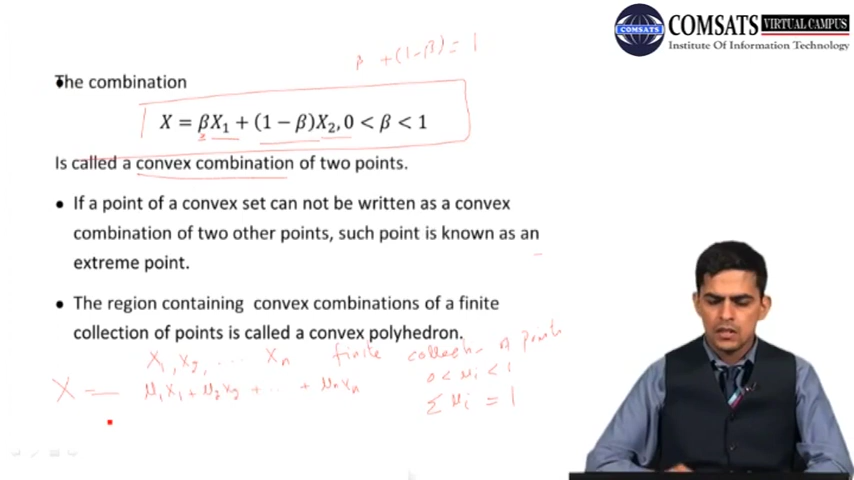 COMSATS
VIRTUAL CAMPUS
Institute Of Information Technology
β + (1-β) = 1
The combination
X = βX₁ + (1 − β)X₂, 0 < β < 1
Is called a convex combination of two points.
• If a point of a convex set can not be written as a convex
combination of two other points, such point is known as an
extreme point.
• The region containing convex combinations of a finite
collection of points is called a convex polyhedron.
X₁, X₂, ... Xₙ finite collectn of points
X = μ₁X₁ + μ₂X₂ + ... + μₙXₙ
0 < μᵢ < 1
Σ μᵢ = 1